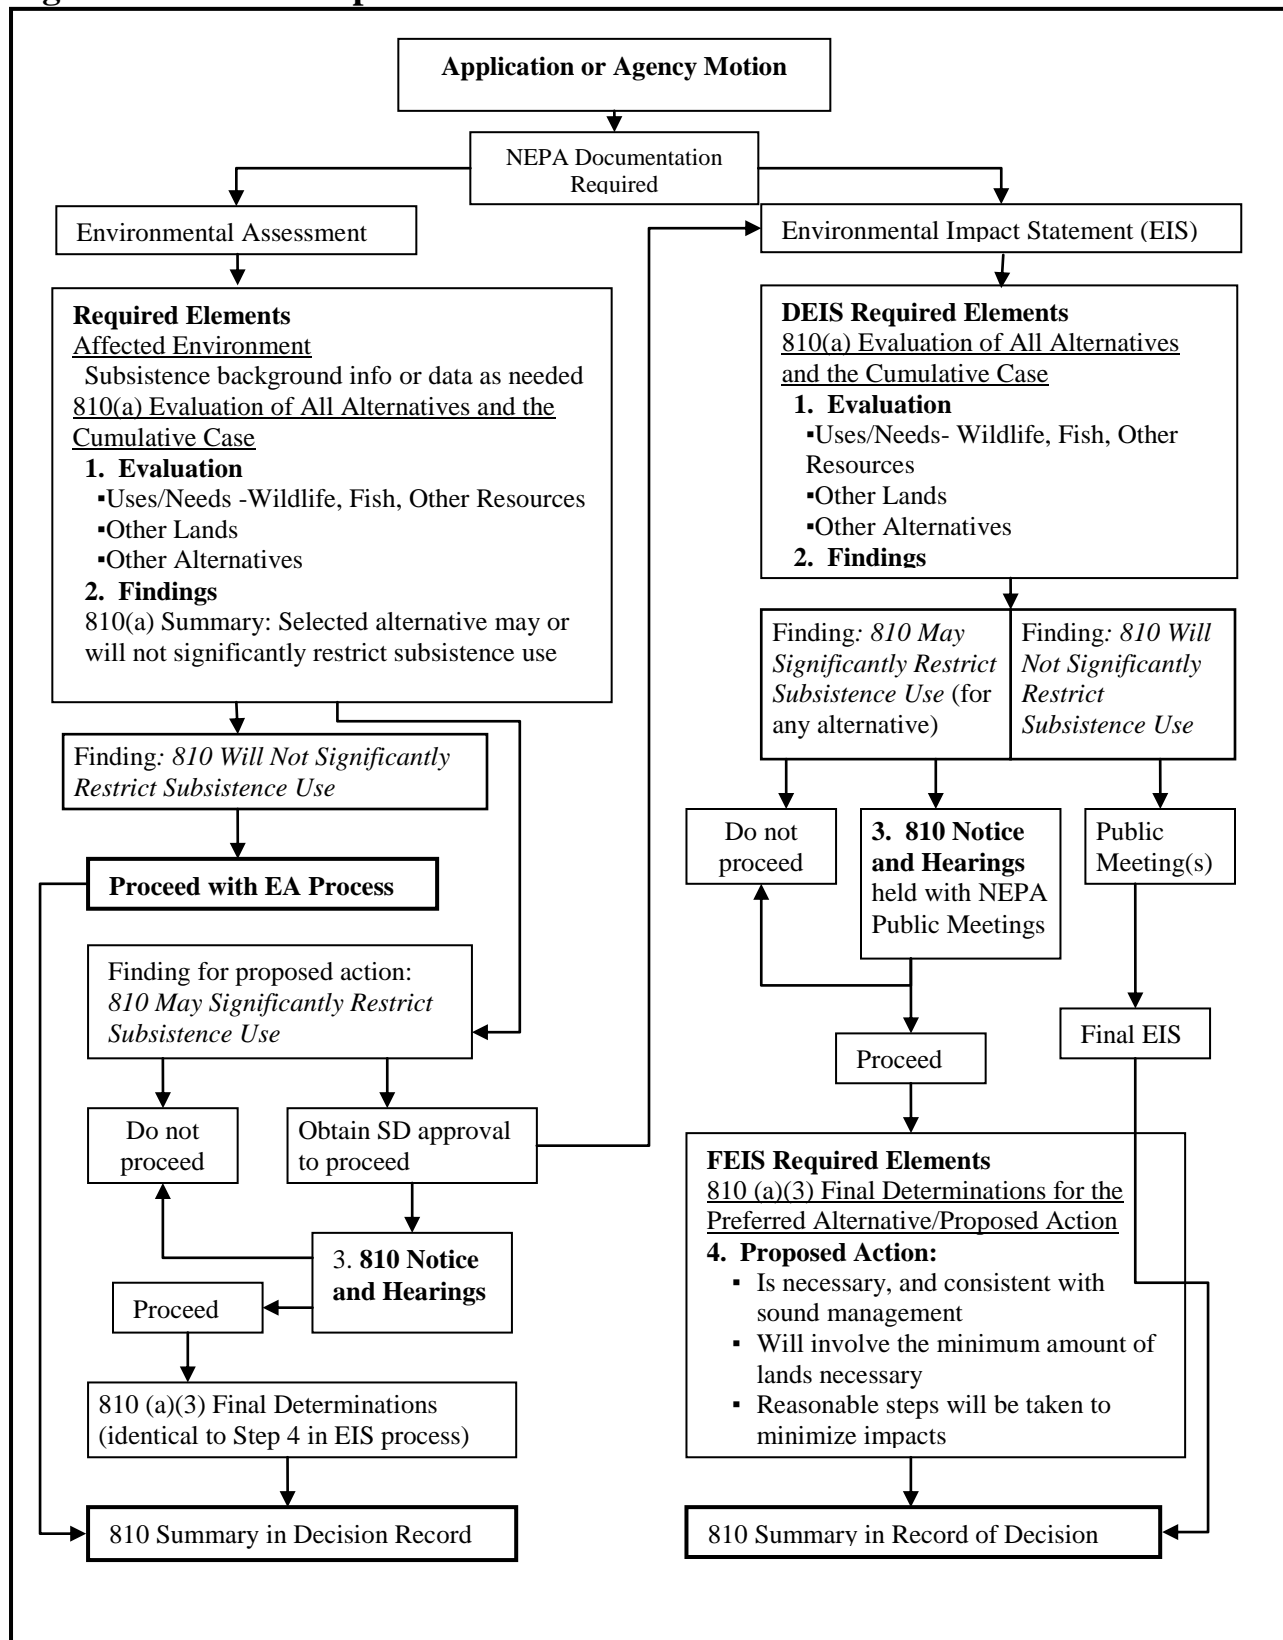 Application or Agency Motion
NEPA Documentation
Required
Environmental Assessment
Environmental Impact Statement (EIS)
Required Elements
Affected Environment
Subsistence background info or data as needed
810(a) Evaluation of All Alternatives and the
Cumulative Case
1. Evaluation
▪Uses/Needs -Wildlife, Fish, Other Resources
▪Other Lands
▪Other Alternatives
2. Findings
810(a) Summary: Selected alternative may or
will not significantly restrict subsistence use
DEIS Required Elements
810(a) Evaluation of All Alternatives
and the Cumulative Case
1. Evaluation
▪Uses/Needs- Wildlife, Fish, Other
Resources
▪Other Lands
▪Other Alternatives
2. Findings
Finding: 810 May
Significantly Restrict
Subsistence Use (for
any alternative)
Finding: 810 Will
Not Significantly
Restrict
Subsistence Use
Finding: 810 Will Not Significantly
Restrict Subsistence Use
Do not
proceed
3. 810 Notice
and Hearings
held with NEPA
Public Meetings
Public
Meeting(s)
Proceed with EA Process
Finding for proposed action:
810 May Significantly Restrict
Subsistence Use
Final EIS
Proceed
Do not
proceed
Obtain SD approval
to proceed
3. 810 Notice
and Hearings
Proceed
810 (a)(3) Final Determinations
(identical to Step 4 in EIS process)
FEIS Required Elements
810 (a)(3) Final Determinations for the
Preferred Alternative/Proposed Action
4. Proposed Action:
▪ Is necessary, and consistent with
sound management
▪ Will involve the minimum amount of
lands necessary
▪ Reasonable steps will be taken to
minimize impacts
810 Summary in Decision Record
810 Summary in Record of Decision